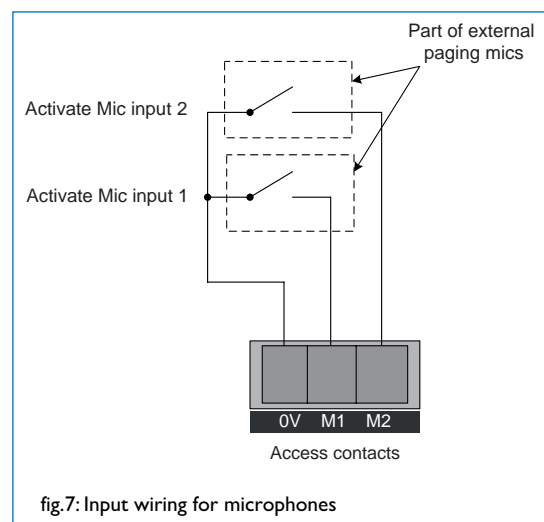 Part of external
paging mics
Activate Mic input 2
Activate Mic input 1
0V M1 M2
Access contacts
fig.7: Input wiring for microphones